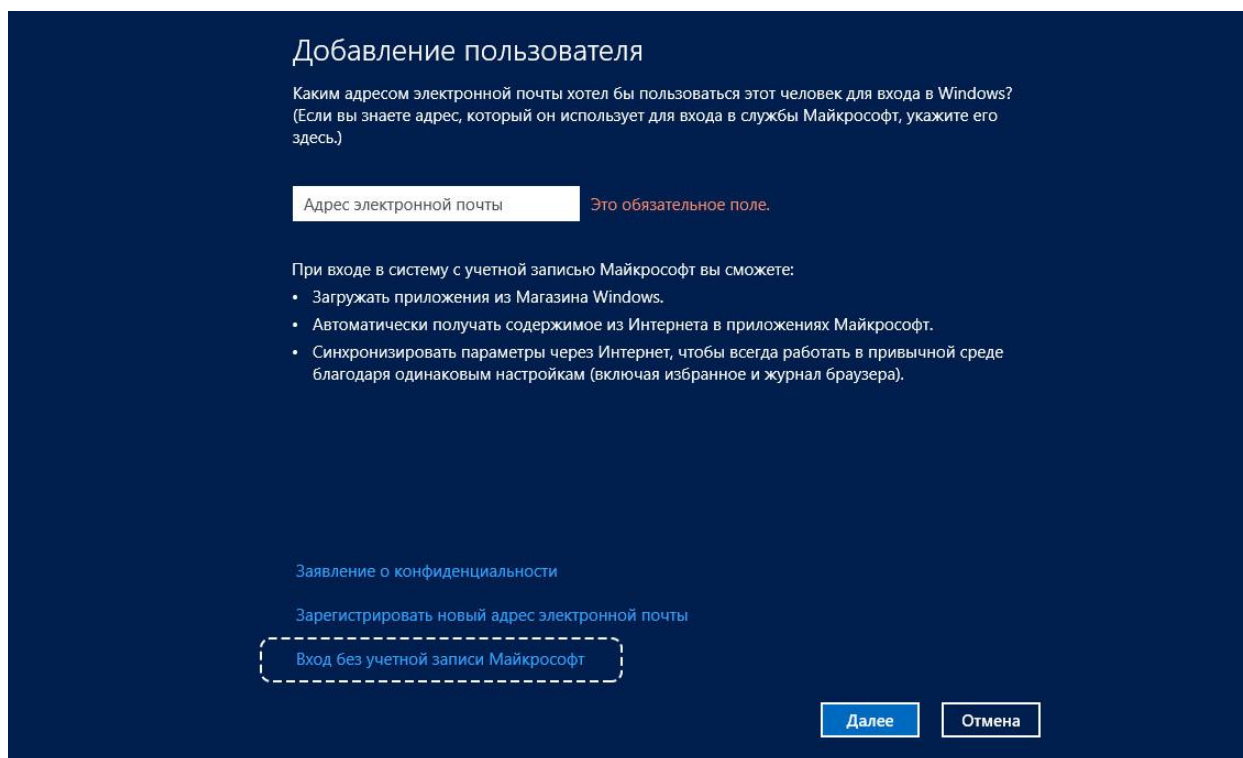 Добавление пользователя
Каким адресом электронной почты хотел бы пользоваться этот человек для входа в Windows?
(Если вы знаете адрес, который он использует для входа в службы Майкрософт, укажите его
здесь.)
Адрес электронной почты Это обязательное поле.
При входе в систему с учетной записью Майкрософт вы сможете:
• Загружать приложения из Магазина Windows.
• Автоматически получать содержимое из Интернета в приложениях Майкрософт.
• Синхронизировать параметры через Интернет, чтобы всегда работать в привычной среде
благодаря одинаковым настройкам (включая избранное и журнал браузера).
Заявление о конфиденциальности
Зарегистрировать новый адрес электронной почты
Вход без учетной записи Майкрософт
Далее Отмена